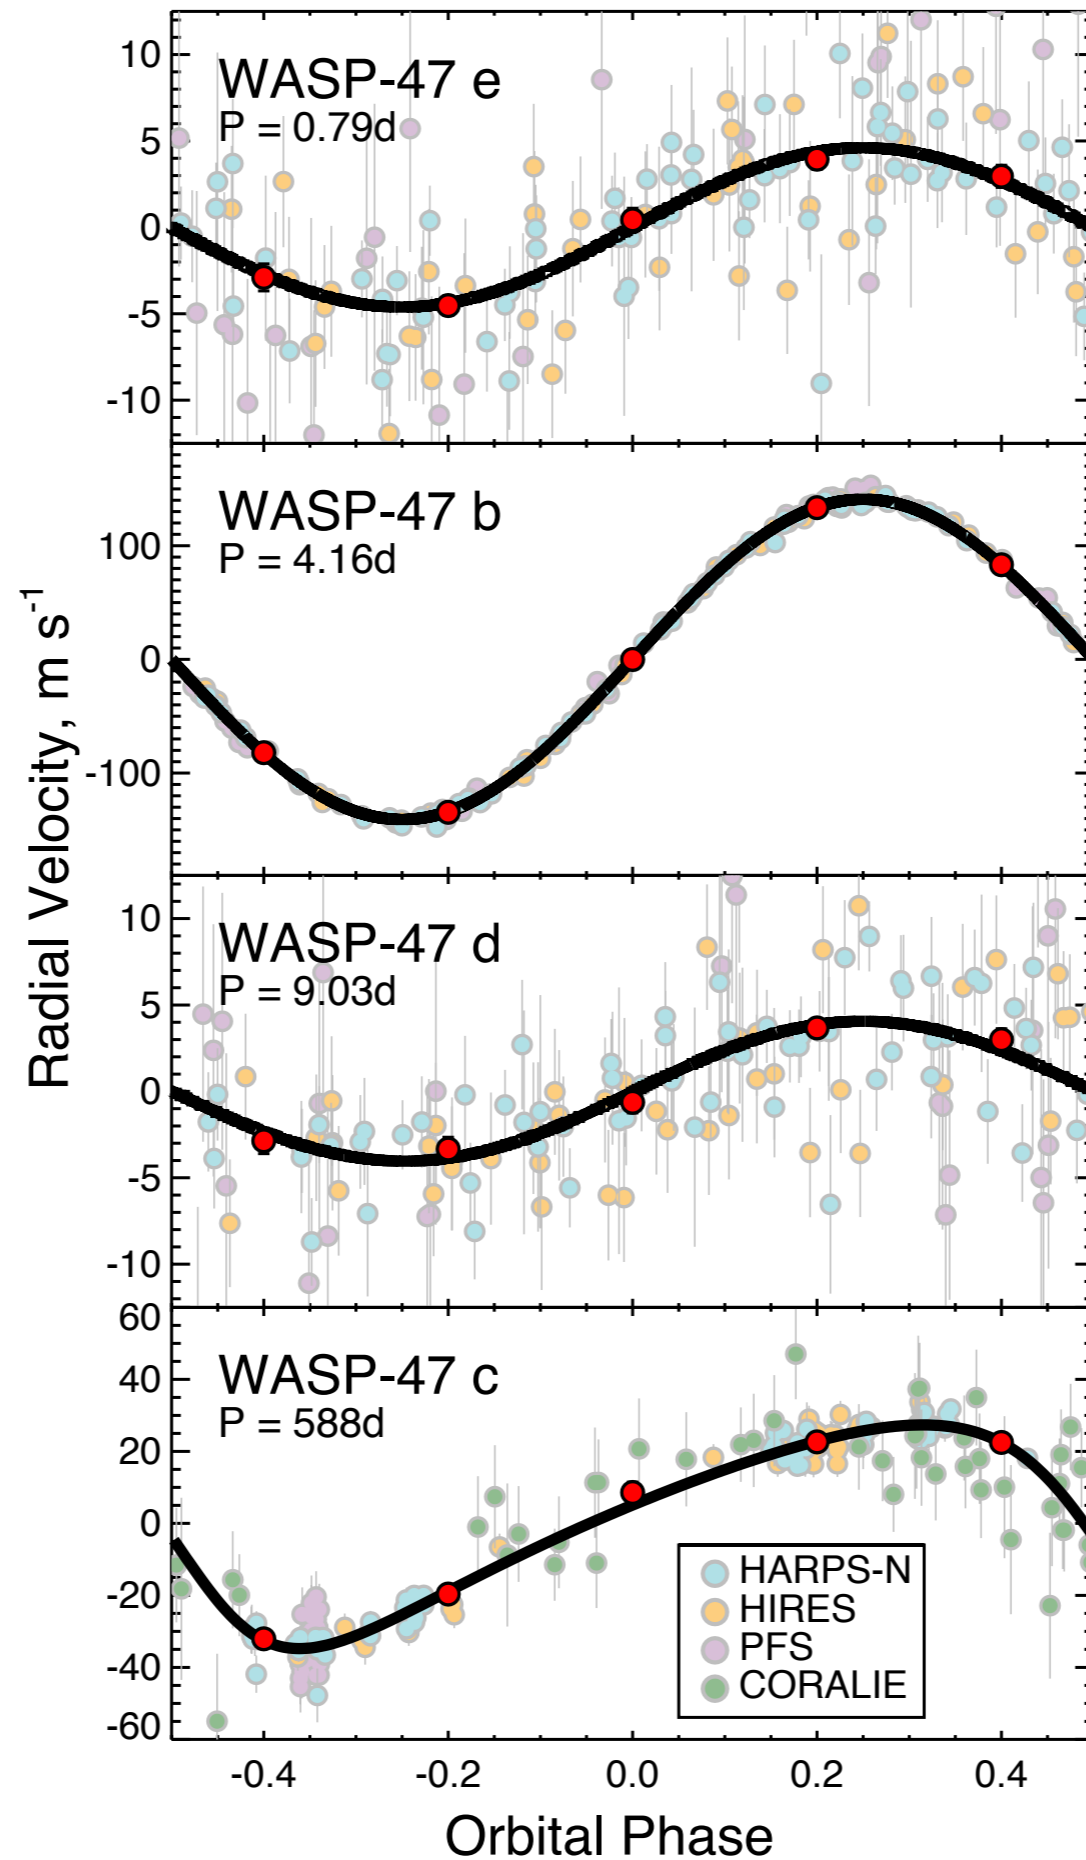 WASP-47 e
P = 0.79d
10
5
0
-5
-10
WASP-47 b
P = 4.16d
100
0
-100
WASP-47 d
P = 9.03d
10
5
0
-5
-10
WASP-47 c
P = 588d
60
40
20
0
-20
-40
-60
HARPS-N
HIRES
PFS
CORALIE
-0.4 -0.2 0.0 0.2 0.4
Orbital Phase
Radial Velocity, m s⁻¹